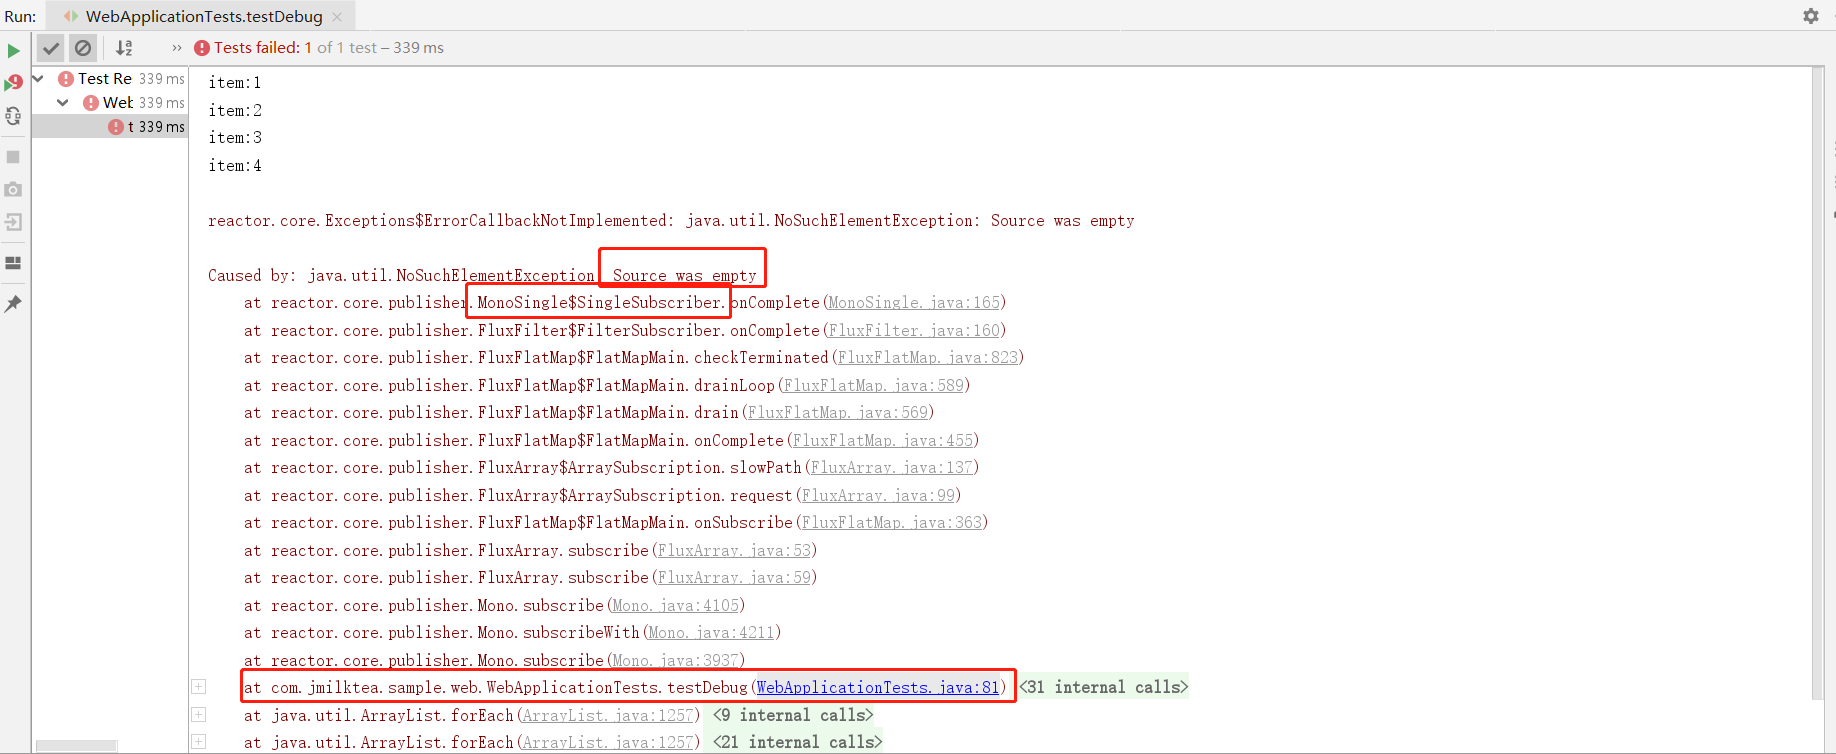 Run: WebApplicationTests.testDebug
Tests failed: 1 of 1 test – 339 ms
Test Re 339 ms
Web 339 ms
t 339 ms
item:1
item:2
item:3
item:4
reactor.core.Exceptions$ErrorCallbackNotImplemented: java.util.NoSuchElementException: Source was empty
Caused by: java.util.NoSuchElementException Source was empty
at reactor.core.publisher.MonoSingle$SingleSubscriber.onComplete(MonoSingle.java:165)
at reactor.core.publisher.FluxFilter$FilterSubscriber.onComplete(FluxFilter.java:160)
at reactor.core.publisher.FluxFlatMap$FlatMapMain.checkTerminated(FluxFlatMap.java:823)
at reactor.core.publisher.FluxFlatMap$FlatMapMain.drainLoop(FluxFlatMap.java:589)
at reactor.core.publisher.FluxFlatMap$FlatMapMain.drain(FluxFlatMap.java:569)
at reactor.core.publisher.FluxFlatMap$FlatMapMain.onComplete(FluxFlatMap.java:455)
at reactor.core.publisher.FluxArray$ArraySubscription.slowPath(FluxArray.java:137)
at reactor.core.publisher.FluxArray$ArraySubscription.request(FluxArray.java:99)
at reactor.core.publisher.FluxFlatMap$FlatMapMain.onSubscribe(FluxFlatMap.java:363)
at reactor.core.publisher.FluxArray.subscribe(FluxArray.java:53)
at reactor.core.publisher.FluxArray.subscribe(FluxArray.java:59)
at reactor.core.publisher.Mono.subscribe(Mono.java:4105)
at reactor.core.publisher.Mono.subscribeWith(Mono.java:4211)
at reactor.core.publisher.Mono.subscribe(Mono.java:3937)
at com.jmilktea.sample.web.WebApplicationTests.testDebug(WebApplicationTests.java:81) <31 internal calls>
at java.util.ArrayList.forEach(ArrayList.java:1257) <9 internal calls>
at java.util.ArrayList.forEach(ArrayList.java:1257) <21 internal calls>